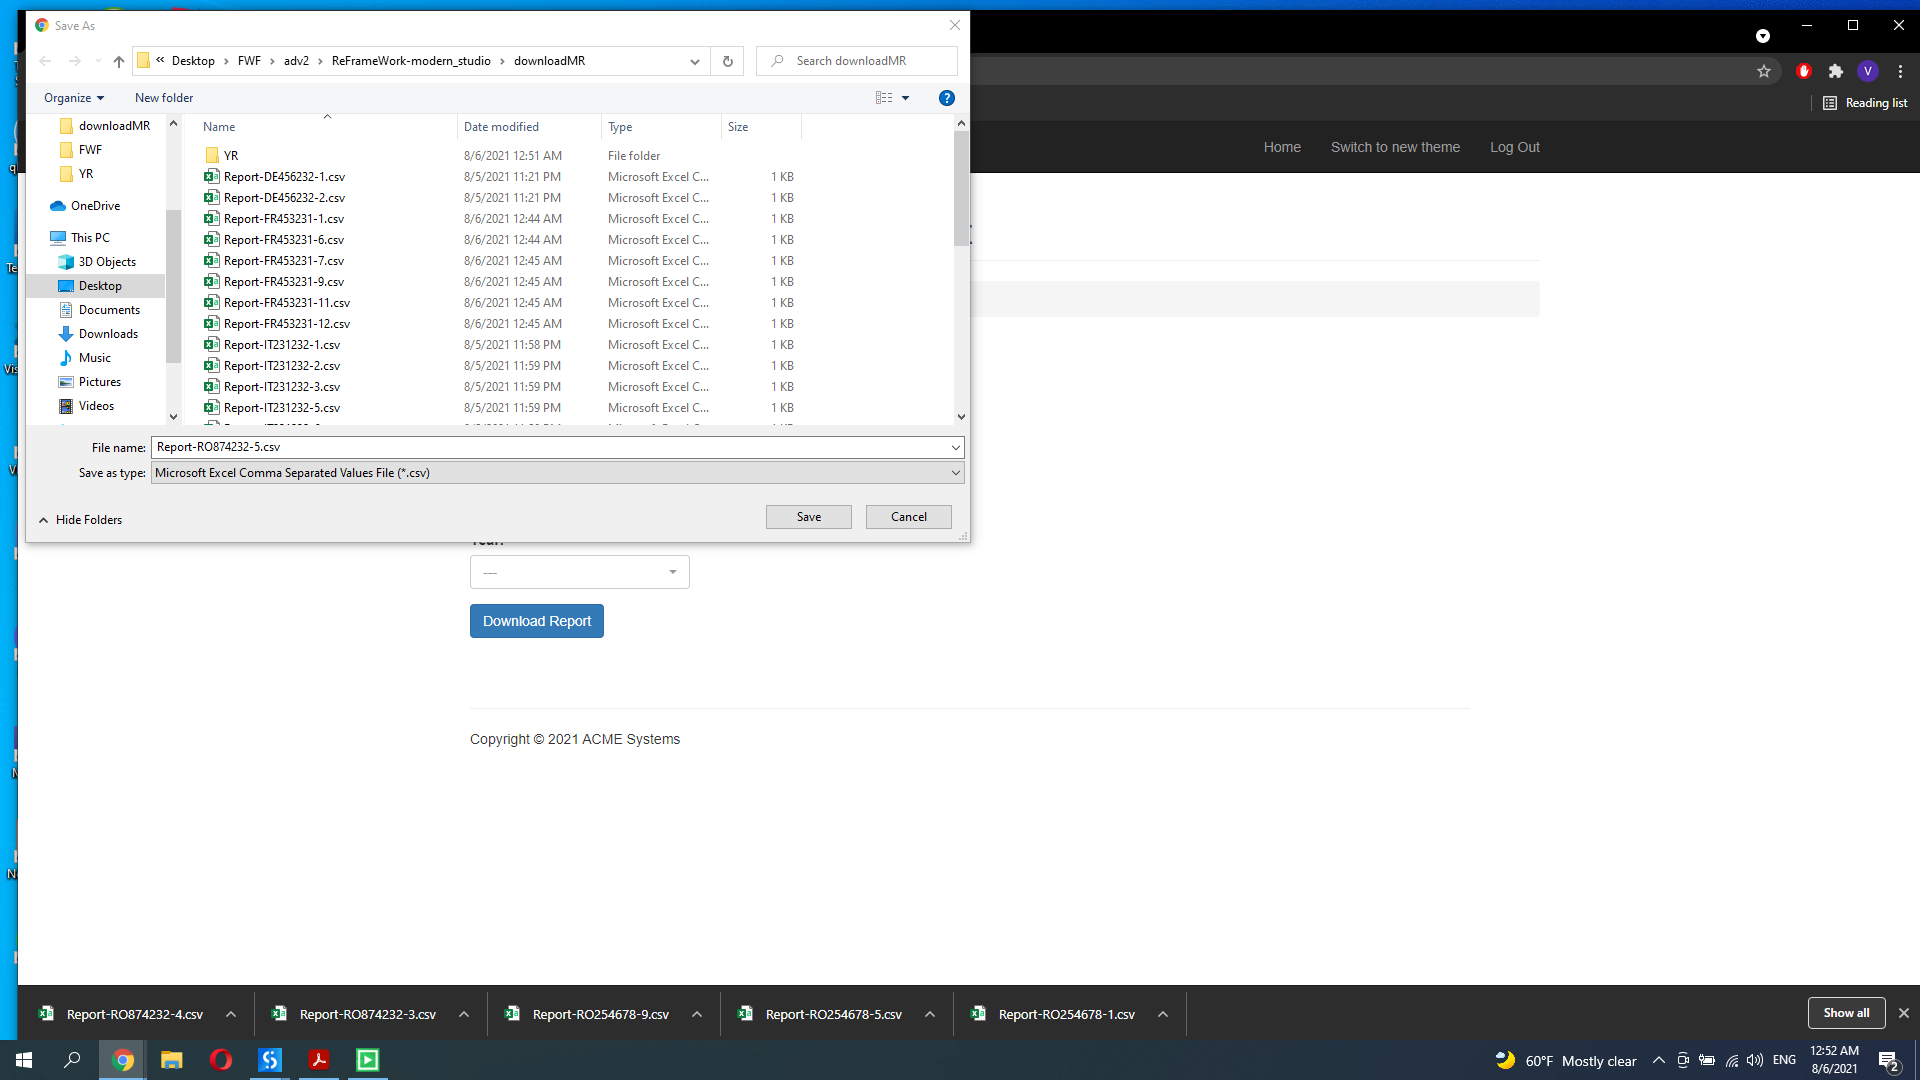 Save As
« Desktop › FWF › adv2 › ReFrameWork-modern_studio › downloadMR
Search downloadMR
Organize
New folder
Reading list
Home
Switch to new theme
Log Out
downloadMR
FWF
YR
OneDrive
This PC
3D Objects
Desktop
Documents
Downloads
Music
Pictures
Videos
Name Date modified Type Size
YR 8/6/2021 12:51 AM File folder
Report-DE456232-1.csv 8/5/2021 11:21 PM Microsoft Excel C... 1 KB
Report-DE456232-2.csv 8/5/2021 11:21 PM Microsoft Excel C... 1 KB
Report-FR453231-1.csv 8/6/2021 12:44 AM Microsoft Excel C... 1 KB
Report-FR453231-6.csv 8/6/2021 12:44 AM Microsoft Excel C... 1 KB
Report-FR453231-7.csv 8/6/2021 12:45 AM Microsoft Excel C... 1 KB
Report-FR453231-9.csv 8/6/2021 12:45 AM Microsoft Excel C... 1 KB
Report-FR453231-11.csv 8/6/2021 12:45 AM Microsoft Excel C... 1 KB
Report-FR453231-12.csv 8/6/2021 12:45 AM Microsoft Excel C... 1 KB
Report-IT231232-1.csv 8/5/2021 11:58 PM Microsoft Excel C... 1 KB
Report-IT231232-2.csv 8/5/2021 11:59 PM Microsoft Excel C... 1 KB
Report-IT231232-3.csv 8/5/2021 11:59 PM Microsoft Excel C... 1 KB
Report-IT231232-5.csv 8/5/2021 11:59 PM Microsoft Excel C... 1 KB
File name: Report-RO874232-5.csv
Save as type: Microsoft Excel Comma Separated Values File (*.csv)
Hide Folders
Save
Cancel
---
Download Report
Copyright © 2021 ACME Systems
Report-RO874232-4.csv
Report-RO874232-3.csv
Report-RO254678-9.csv
Report-RO254678-5.csv
Report-RO254678-1.csv
Show all
60°F Mostly clear
ENG
12:52 AM
8/6/2021
2
V